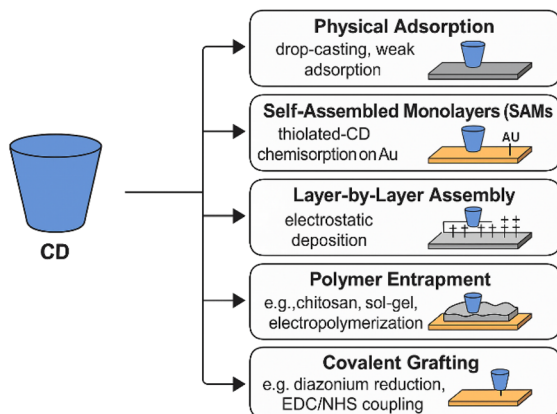 CD
Physical Adsorption
drop-casting, weak
adsorption
Self-Assembled Monolayers (SAMs
thiolated-CD
chemisorption on Au
AU
Layer-by-Layer Assembly
electrostatic
deposition
Polymer Entrapment
e.g.,chitosan, sol-gel,
electropolymerization
Covalent Grafting
e.g. diazonium reduction,
EDC/NHS coupling